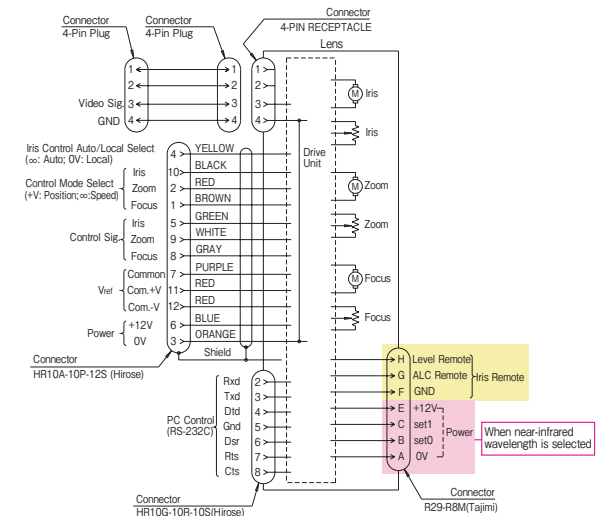 Connector
4-Pin Plug
Connector
4-Pin Plug
Connector
4-PIN RECEPTACLE
Lens
1 1 1
2 2 2
Video Sig. 3 3 3
GND 4 4 4
Drive
Unit
M Iris
Iris
M Zoom
Zoom
M Focus
Focus
Iris Control Auto/Local Select
(∞: Auto; 0V: Local)
4 YELLOW
Control Mode Select
(+V: Position;∞:Speed)
Iris 10 BLACK
Zoom 2 RED
Focus 1 BROWN
Control Sig.
Iris 5 GREEN
Zoom 9 WHITE
Focus 8 GRAY
Vref
Common 7 PURPLE
Com.+V 11 RED
Com.-V 12 RED
Power
+12V 6 BLUE
0V 3 ORANGE
Shield
Connector
HR10A-10P-12S (Hirose)
PC Control
(RS-232C)
Rxd 2
Txd 3
Dtd 4
Gnd 5
Dsr 6
Rts 7
Cts 8
Connector
HR10G-10R-10S(Hirose)
H Level Remote
G ALC Remote
F GND
Iris Remote
E +12V
C set1
B set0
A 0V
Power
When near-infrared
wavelength is selected
Connector
R29-R8M(Tajimi)